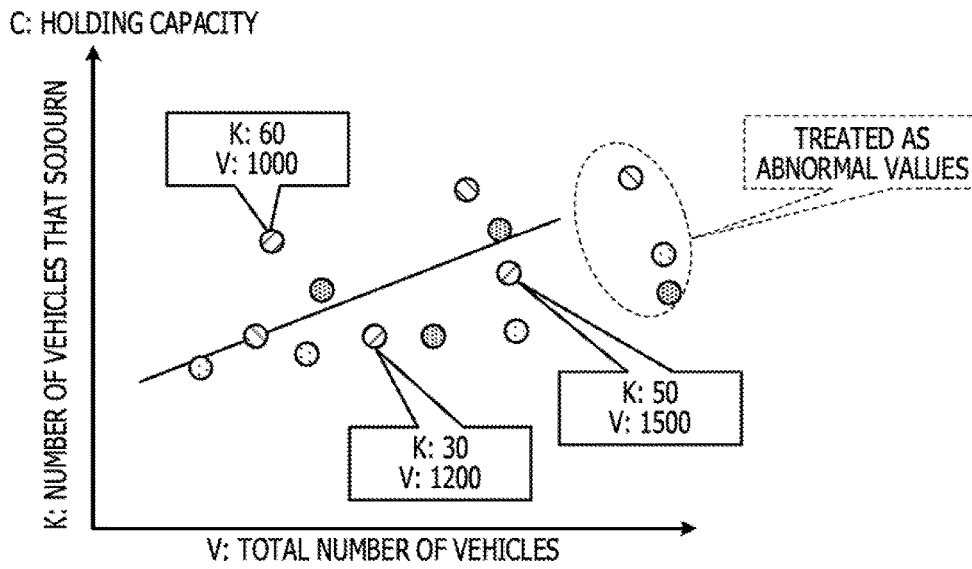 C: HOLDING CAPACITY
K: NUMBER OF VEHICLES THAT SOJOURN
K: 60
V: 1000
TREATED AS
ABNORMAL VALUES
K: 50
V: 1500
K: 30
V: 1200
V: TOTAL NUMBER OF VEHICLES